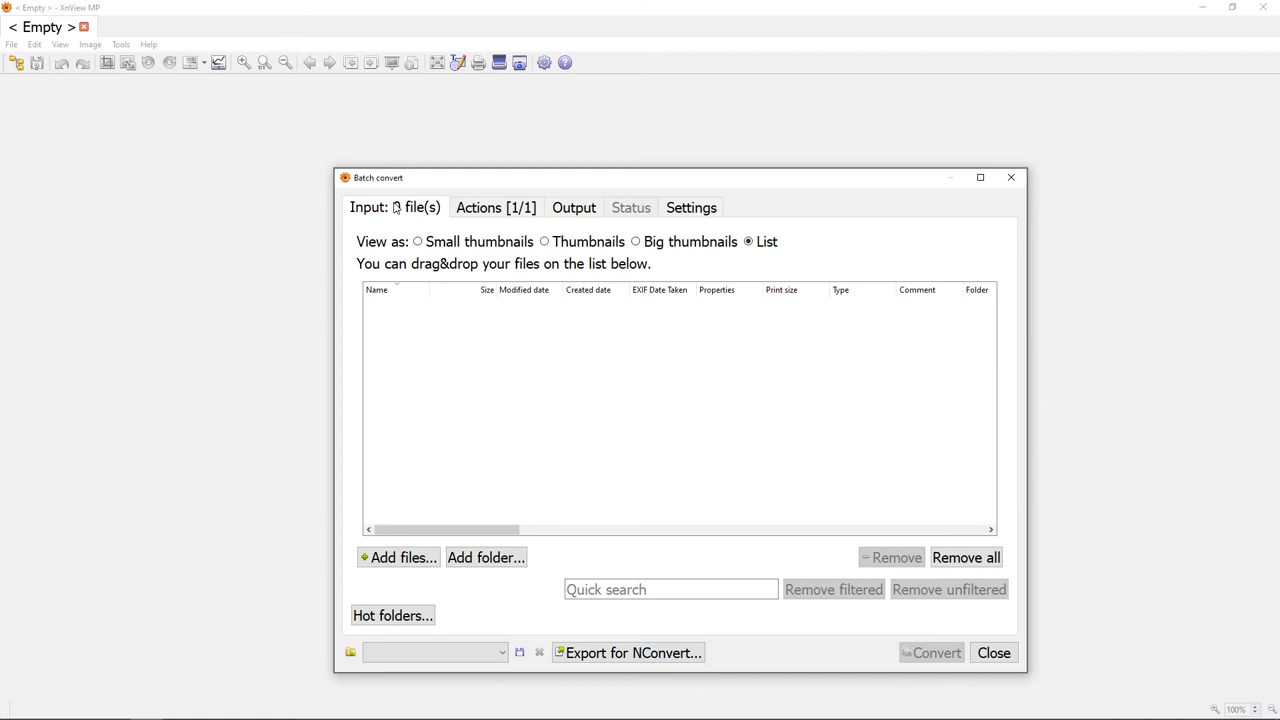 < Empty > - XnView MP
< Empty >
File Edit View Image Tools Help
Batch convert
Input: file(s) Actions [1/1] Output Status Settings
View as: Small thumbnails Thumbnails Big thumbnails List
You can drag&drop your files on the list below.
Name Size Modified date Created date EXIF Date Taken Properties Print size Type Comment Folder
Add files... Add folder... Remove Remove all
Quick search Remove filtered Remove unfiltered
Hot folders...
Export for NConvert... Convert Close
100%